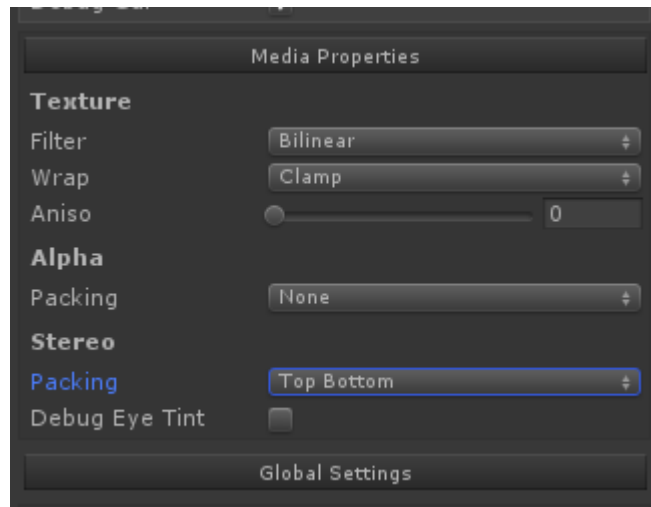 Media Properties
Texture
Filter Bilinear
Wrap Clamp
Aniso 0
Alpha
Packing None
Stereo
Packing Top Bottom
Debug Eye Tint
Global Settings